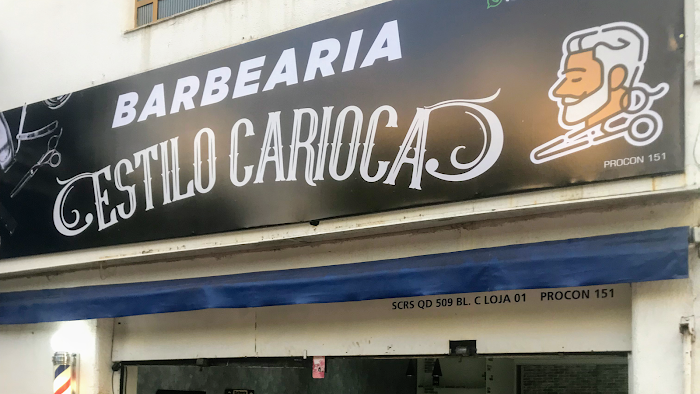 BARBEARIA
ESTILO CARIOCA
PROCON 151
SCRS QD 509 BL. C LOJA 01 PROCON 151